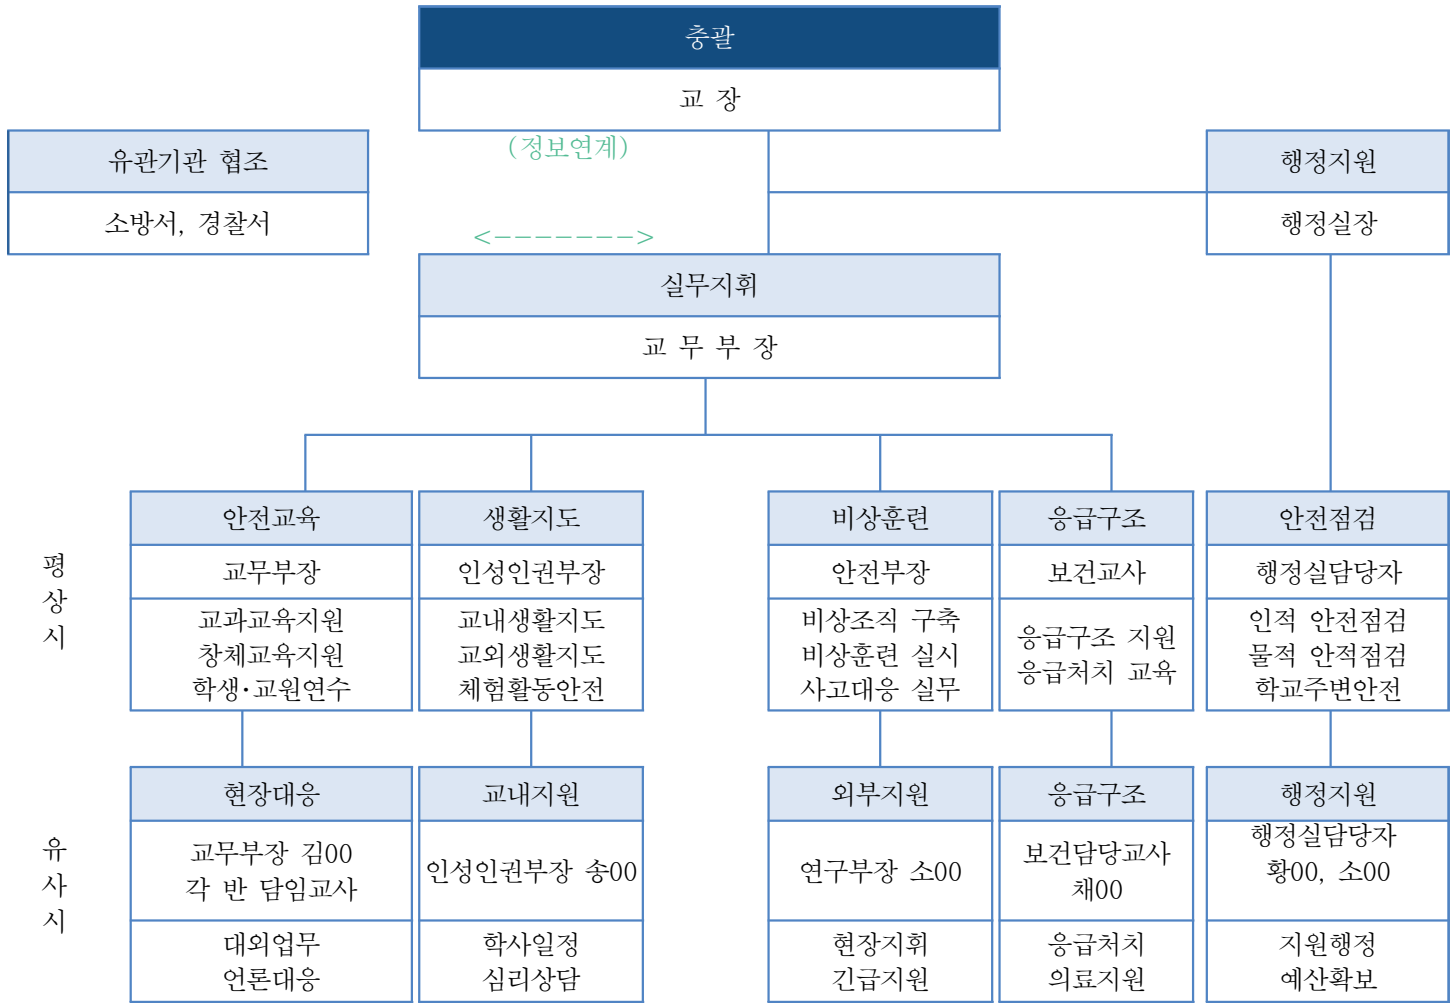 충괄
교 장
(정보연계)
유관기관 협조
소방서, 경찰서
<------->
행정지원
행정실장
실무지휘
교 무 부 장
평
상
시
안전교육
교무부장
교과교육지원
창체교육지원
학생·교원연수
생활지도
인성인권부장
교내생활지도
교외생활지도
체험활동안전
비상훈련
안전부장
비상조직 구축
비상훈련 실시
사고대응 실무
응급구조
보건교사
응급구조 지원
응급처치 교육
안전점검
행정실담당자
인적 안전점검
물적 안적점검
학교주변안전
유
사
시
현장대응
교무부장 김00
각 반 담임교사
대외업무
언론대응
교내지원
인성인권부장 송00
학사일정
심리상담
외부지원
연구부장 소00
현장지휘
긴급지원
응급구조
보건담당교사
채00
응급처치
의료지원
행정지원
행정실담당자
황00, 소00
지원행정
예산확보